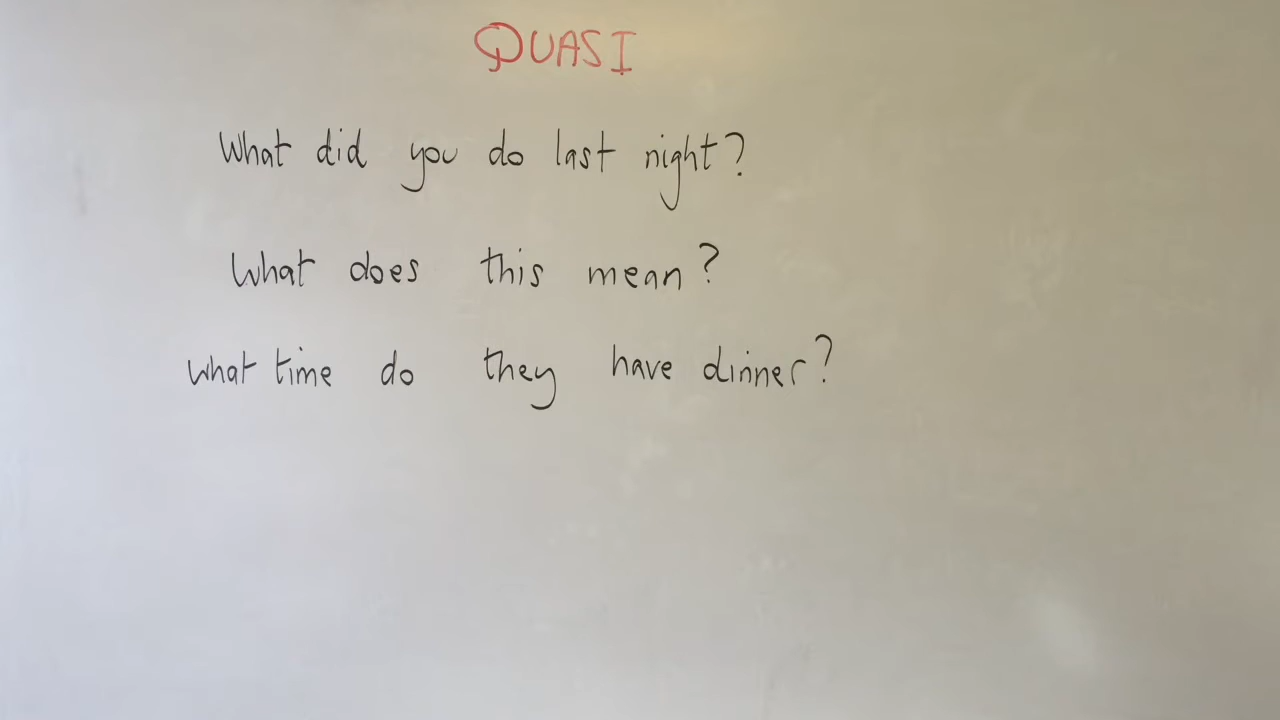 QUASI
What did you do last night?
What does this mean?
what time do they have dinner?